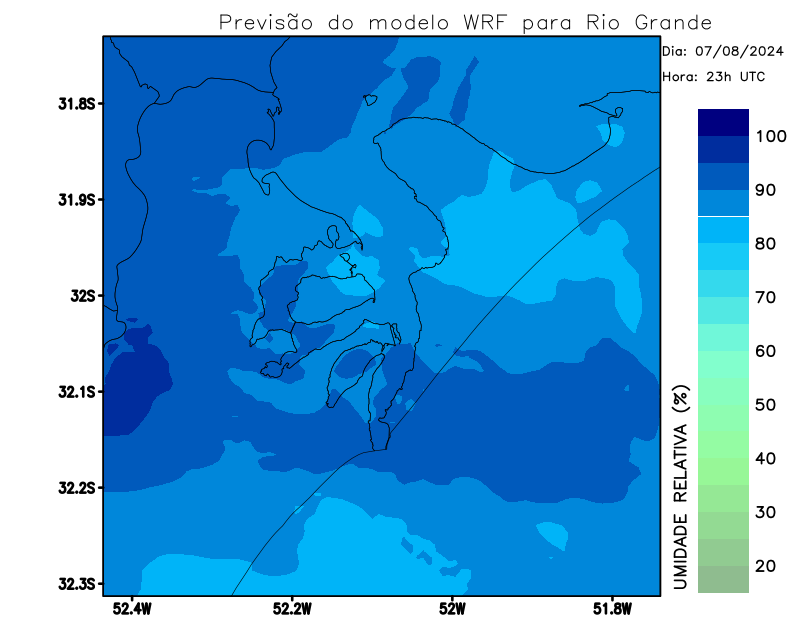 Previsão do modelo WRF para Rio Grande
Dia: 07/08/2024
Hora: 23h UTC
31.8S
31.9S
32S
32.1S
32.2S
32.3S
52.4W
52.2W
52W
51.8W
100
90
80
70
60
50
40
30
20
UMIDADE RELATIVA (%)